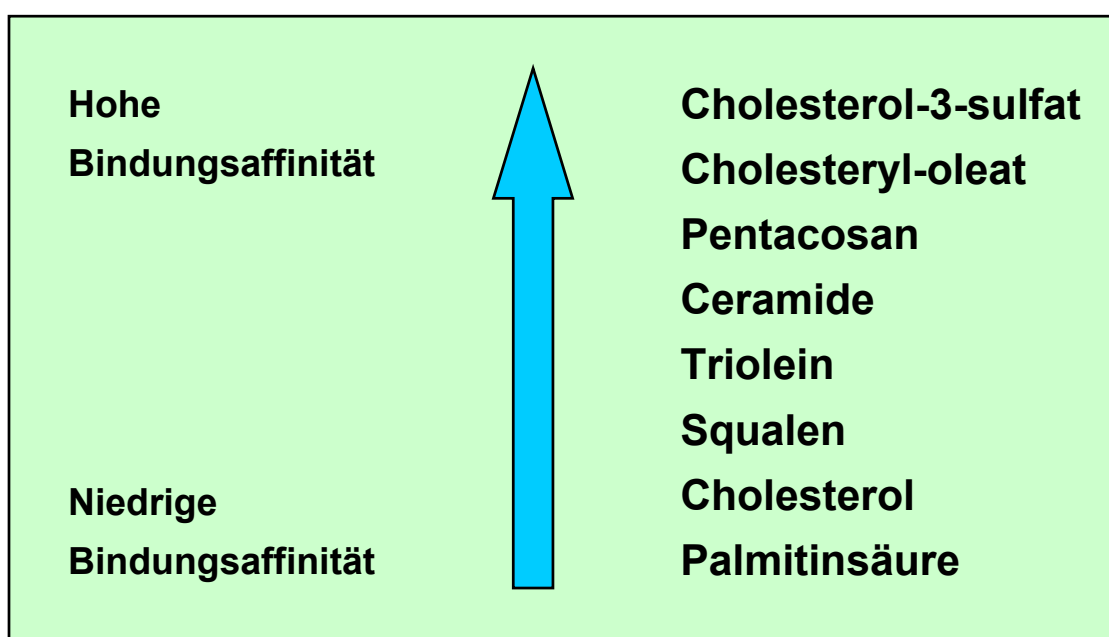 Hohe
Bindungsaffinität
Niedrige
Bindungsaffinität
Cholesterol-3-sulfat
Cholesteryl-oleat
Pentacosan
Ceramide
Triolein
Squalen
Cholesterol
Palmitinsäure